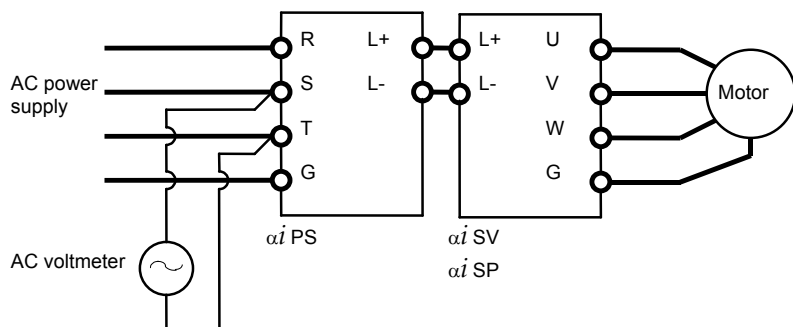 AC power
supply
AC voltmeter
R
S
T
G
L+
L-
αi PS
L+
L-
U
V
W
G
αi SV
αi SP
Motor